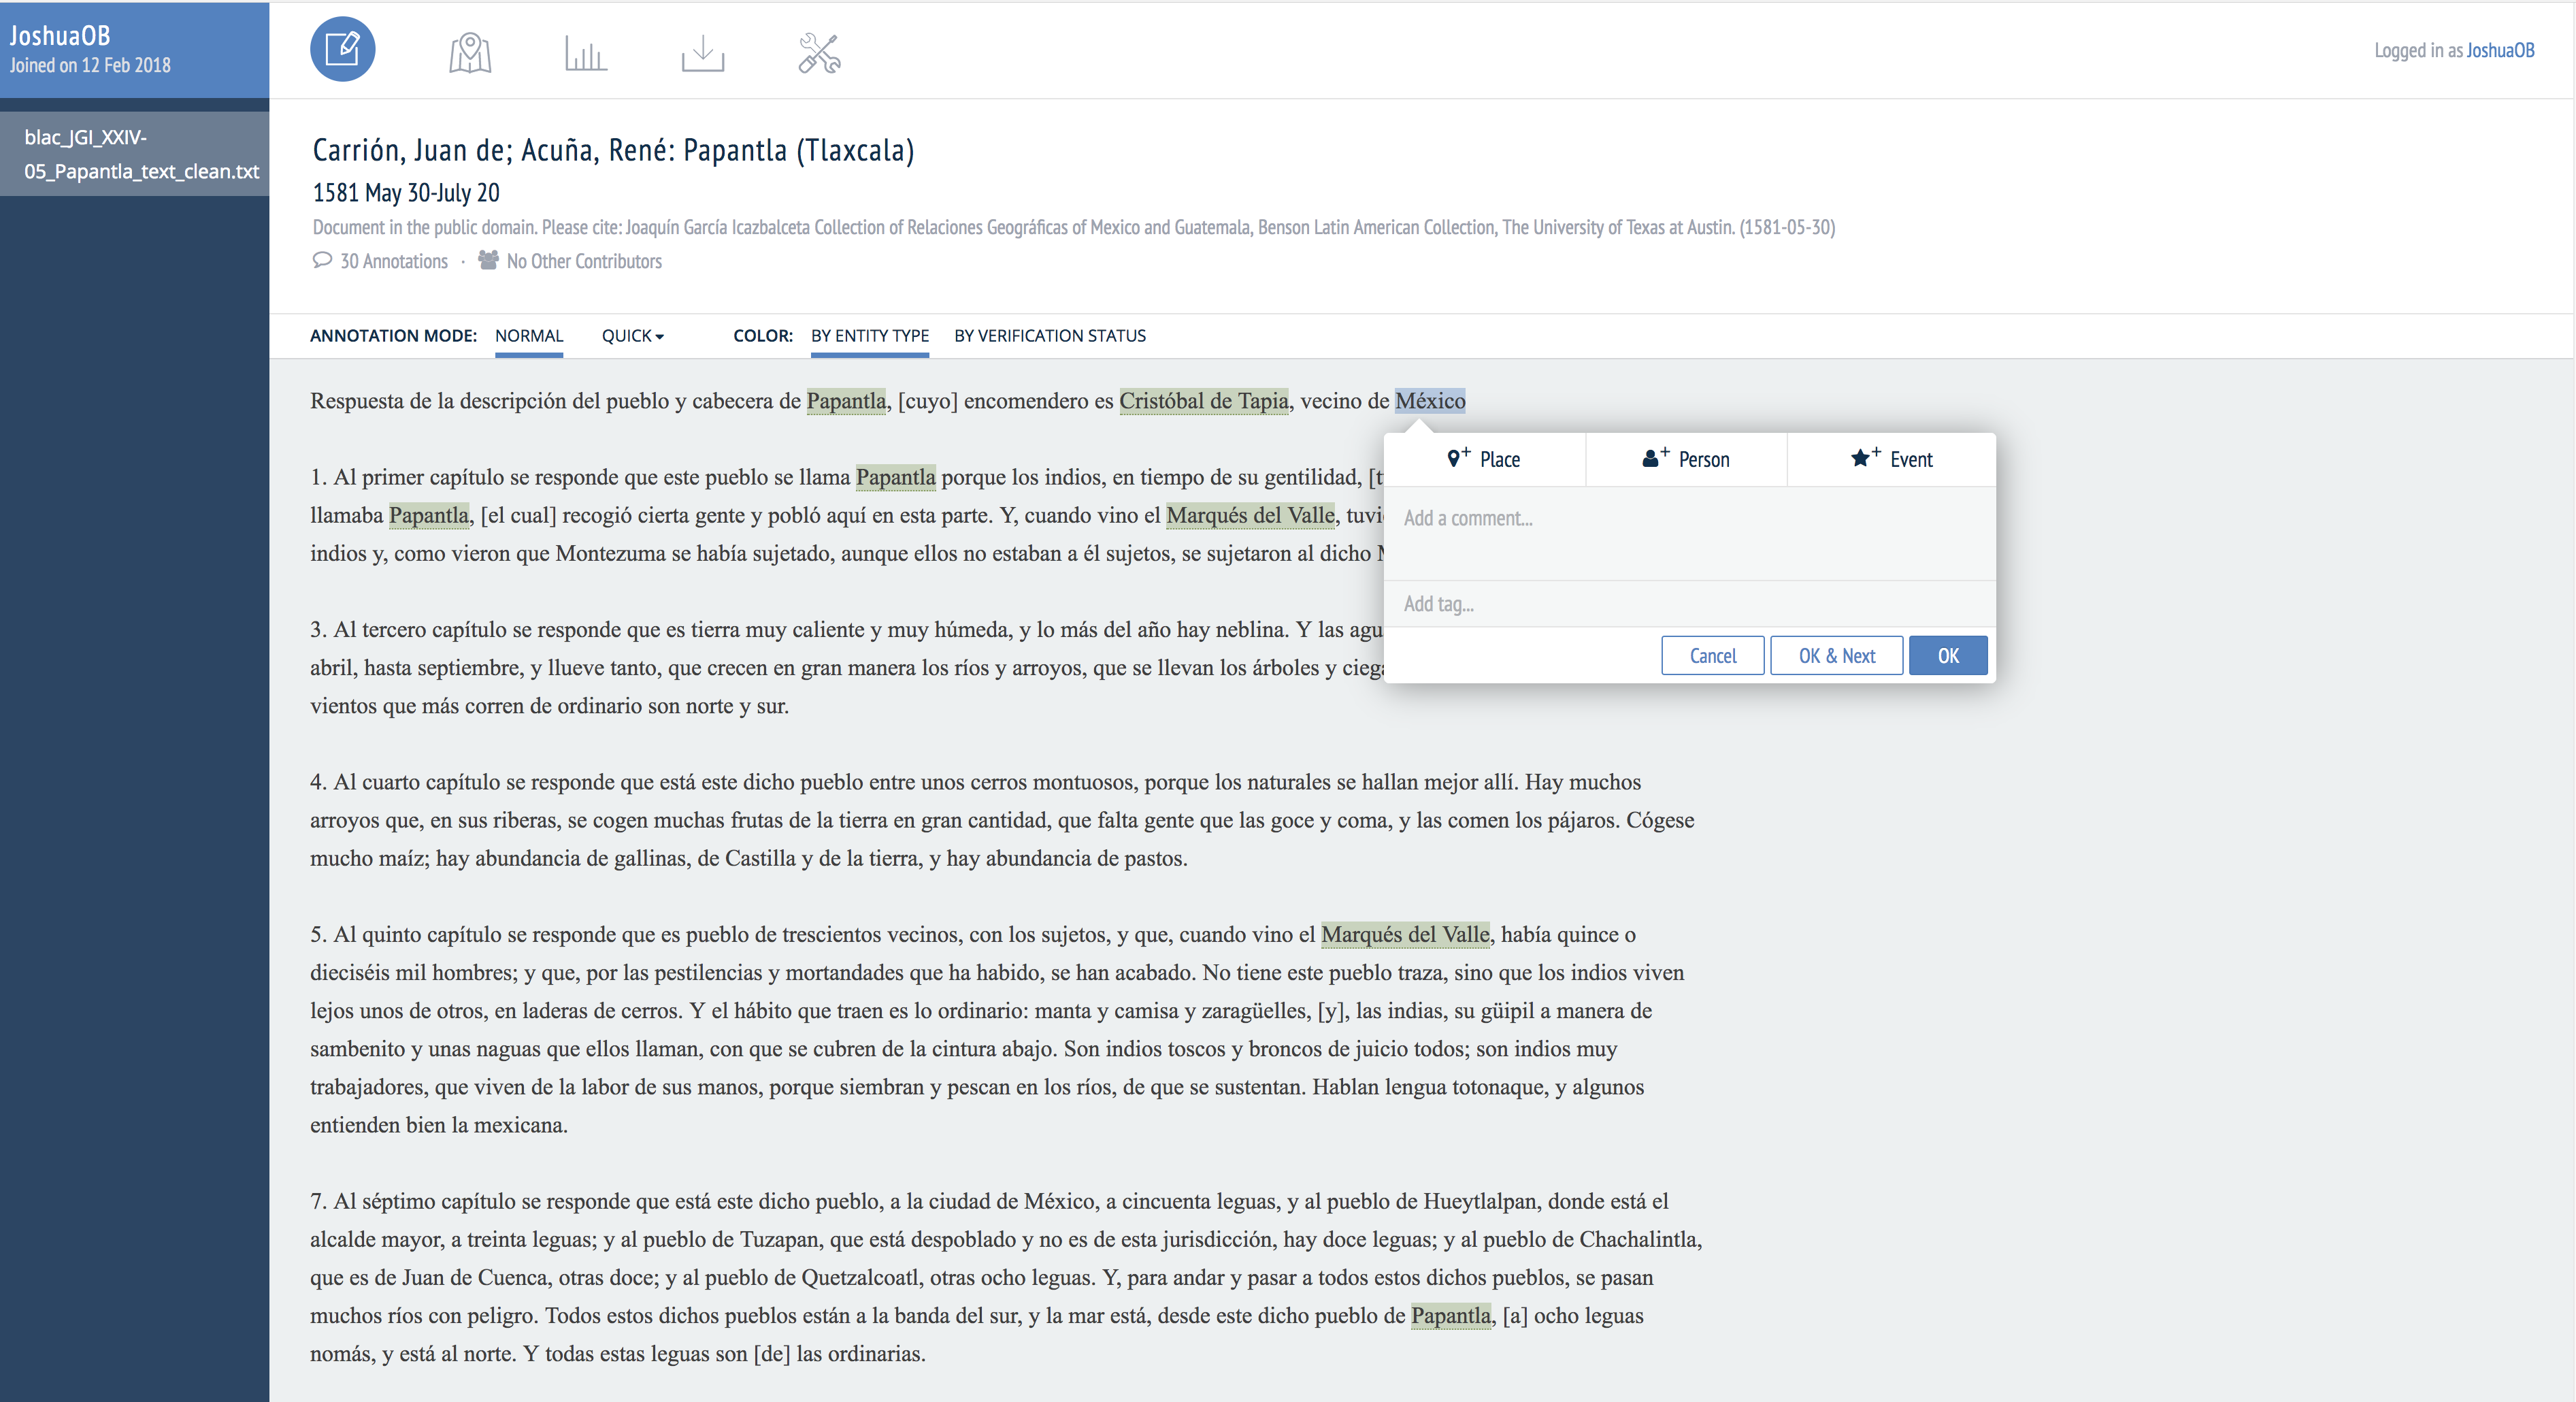 JoshuaOB
Joined on 12 Feb 2018
Logged in as JoshuaOB
blac_JGI_XXIV-
05_Papantla_text_clean.txt
Carrión, Juan de; Acuña, René: Papantla (Tlaxcala)
1581 May 30-July 20
Document in the public domain. Please cite: Joaquín García Icazbalceta Collection of Relaciones Geográficas of Mexico and Guatemala, Benson Latin American Collection, The University of Texas at Austin. (1581-05-30)
30 Annotations · No Other Contributors
ANNOTATION MODE: NORMAL QUICK COLOR: BY ENTITY TYPE BY VERIFICATION STATUS
Respuesta de la descripción del pueblo y cabecera de Papantla, [cuyo] encomendero es Cristóbal de Tapia, vecino de México
1. Al primer capítulo se responde que este pueblo se llama Papantla porque los indios, en tiempo de su gentilidad,
llamaba Papantla, [el cual] recogió cierta gente y pobló aquí en esta parte. Y, cuando vino el Marqués del Valle,
indios y, como vieron que Montezuma se había sujetado, aunque ellos no estaban a él sujetos, se sujetaron al dicho
Place Person Event
Add a comment...
Add tag...
Cancel OK & Next OK
3. Al tercero capítulo se responde que es tierra muy caliente y muy húmeda, y lo más del año hay neblina. Y las
abril, hasta septiembre, y llueve tanto, que crecen en gran manera los ríos y arroyos, que se llevan los árboles y
vientos que más corren de ordinario son norte y sur.
4. Al cuarto capítulo se responde que está este dicho pueblo entre unos cerros montuosos, porque los naturales se hallan mejor allí. Hay muchos
arroyos que, en sus riberas, se cogen muchas frutas de la tierra en gran cantidad, que falta gente que las goce y coma, y las comen los pájaros. Cógese
mucho maíz; hay abundancia de gallinas, de Castilla y de la tierra, y hay abundancia de pastos.
5. Al quinto capítulo se responde que es pueblo de trescientos vecinos, con los sujetos, y que, cuando vino el Marqués del Valle, había quince o
dieciséis mil hombres; y que, por las pestilencias y mortandades que ha habido, se han acabado. No tiene este pueblo traza, sino que los indios viven
lejos unos de otros, en laderas de cerros. Y el hábito que traen es lo ordinario: manta y camisa y zaragüelles, [y], las indias, su güipil a manera de
sambenito y unas naguas que ellos llaman, con que se cubren de la cintura abajo. Son indios toscos y broncos de juicio todos; son indios muy
trabajadores, que viven de la labor de sus manos, porque siembran y pescan en los ríos, de que se sustentan. Hablan lengua totonaque, y algunos
entienden bien la mexicana.
7. Al séptimo capítulo se responde que está este dicho pueblo, a la ciudad de México, a cincuenta leguas, y al pueblo de Hueytlalpan, donde está el
alcalde mayor, a treinta leguas; y al pueblo de Tuzapan, que está despoblado y no es de esta jurisdicción, hay doce leguas; y al pueblo de Chachalintla,
que es de Juan de Cuenca, otras doce; y al pueblo de Quetzalcoatl, otras ocho leguas. Y, para andar y pasar a todos estos dichos pueblos, se pasan
muchos ríos con peligro. Todos estos dichos pueblos están a la banda del sur, y la mar está, desde este dicho pueblo de Papantla, [a] ocho leguas
nomás, y está al norte. Y todas estas leguas son [de] las ordinarias.